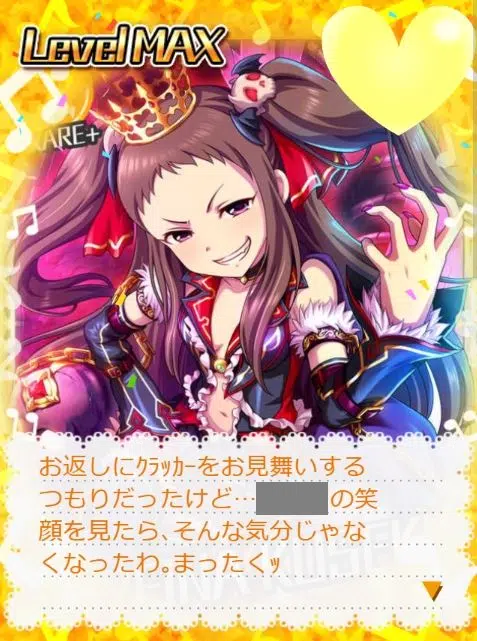 Level MAX
RARE+
お返しにｸﾗｯｶｰをお見舞いする
つもりだったけど…の笑
顔を見たら､そんな気分じゃな
くなったわ｡まったくｯ